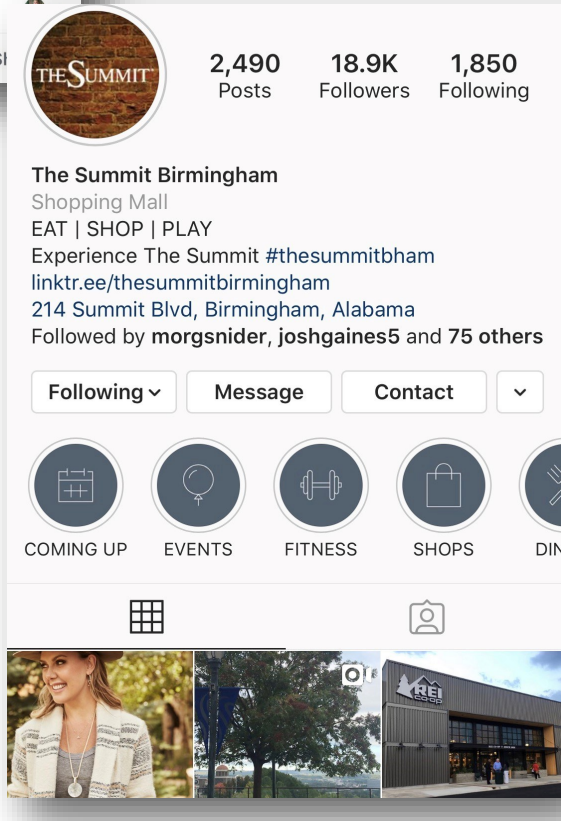 THE SUMMIT
2,490 18.9K 1,850
Posts Followers Following
The Summit Birmingham
Shopping Mall
EAT | SHOP | PLAY
Experience The Summit #thesummitbham
linktr.ee/thesummitbirmingham
214 Summit Blvd, Birmingham, Alabama
Followed by morgsnider, joshgaines5 and 75 others
Following Message Contact
COMING UP EVENTS FITNESS SHOPS DIN
REI
co-op